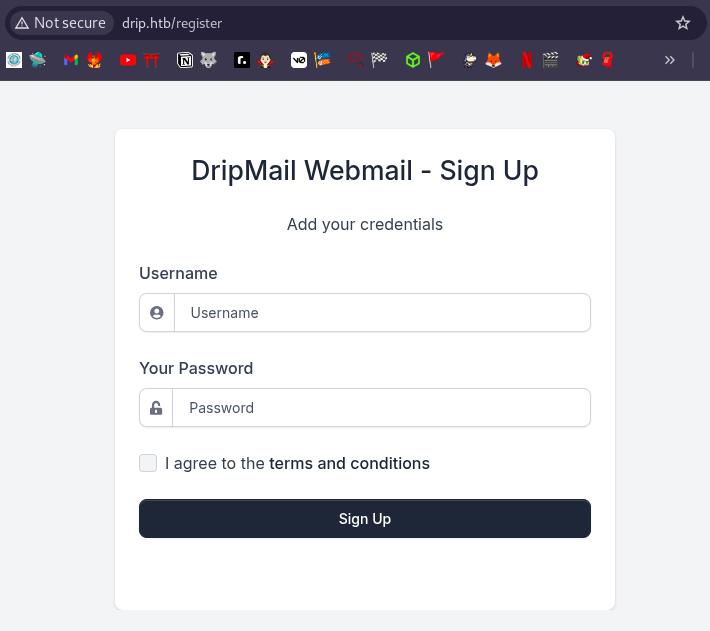 Not secure drip.htb/register
DripMail Webmail - Sign Up
Add your credentials
Username
Username
Your Password
Password
I agree to the terms and conditions
Sign Up